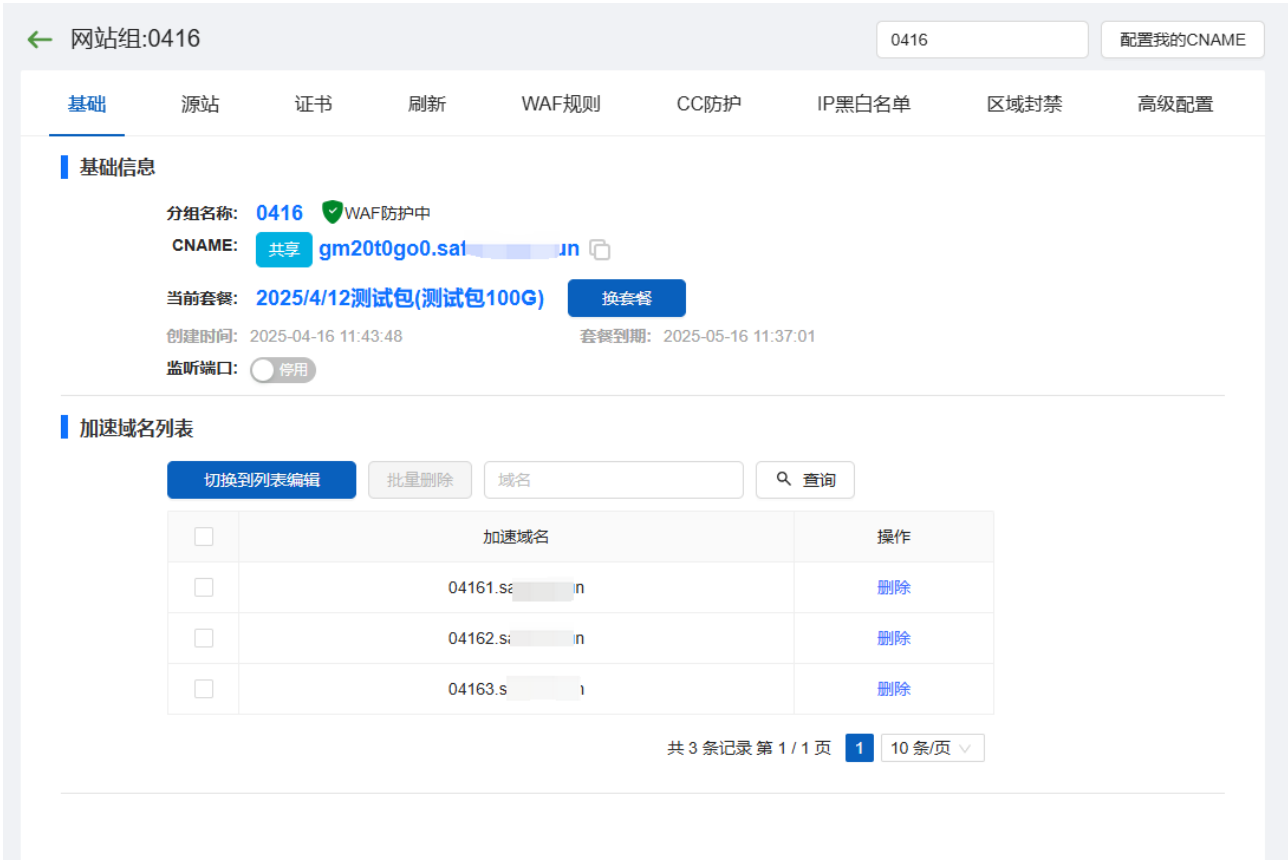 网站组:0416
0416
配置我的CNAME
基础 源站 证书 刷新 WAF规则 CC防护 IP黑白名单 区域封禁 高级配置
基础信息
分组名称: 0416 WAF防护中
CNAME: 共享 gm20t0go0.saf un
当前套餐: 2025/4/12测试包(测试包100G) 换套餐
创建时间: 2025-04-16 11:43:48 套餐到期: 2025-05-16 11:37:01
监听端口: 停用
加速域名列表
切换到列表编辑 批量删除 域名 查询
加速域名 操作
04161.sa n 删除
04162.sa n 删除
04163.s 删除
共 3 条记录 第 1 / 1 页 1 10 条/页